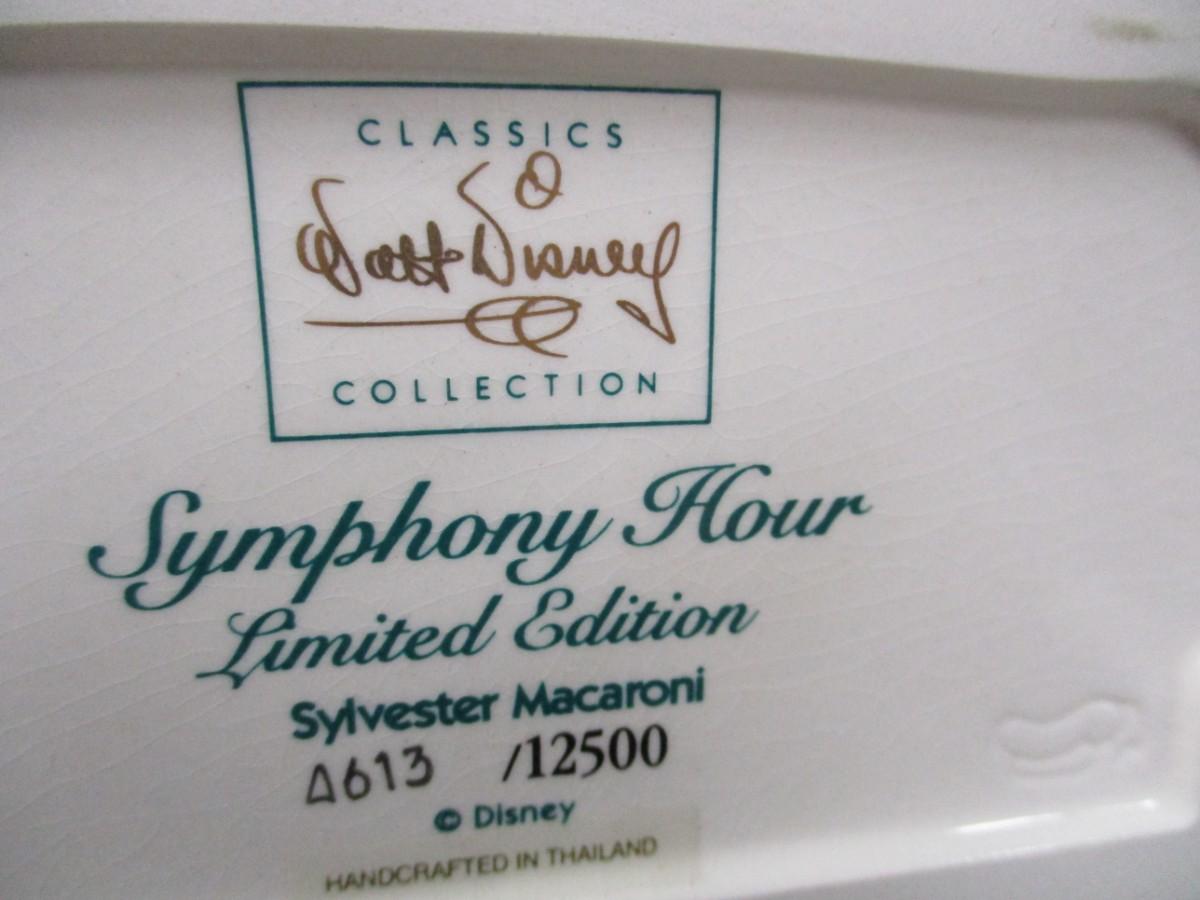 CLASSICS
Walt Disney
COLLECTION
Symphony Hour
Limited Edition
Sylvester Macaroni
A613 /12500
© Disney
HANDCRAFTED IN THAILAND